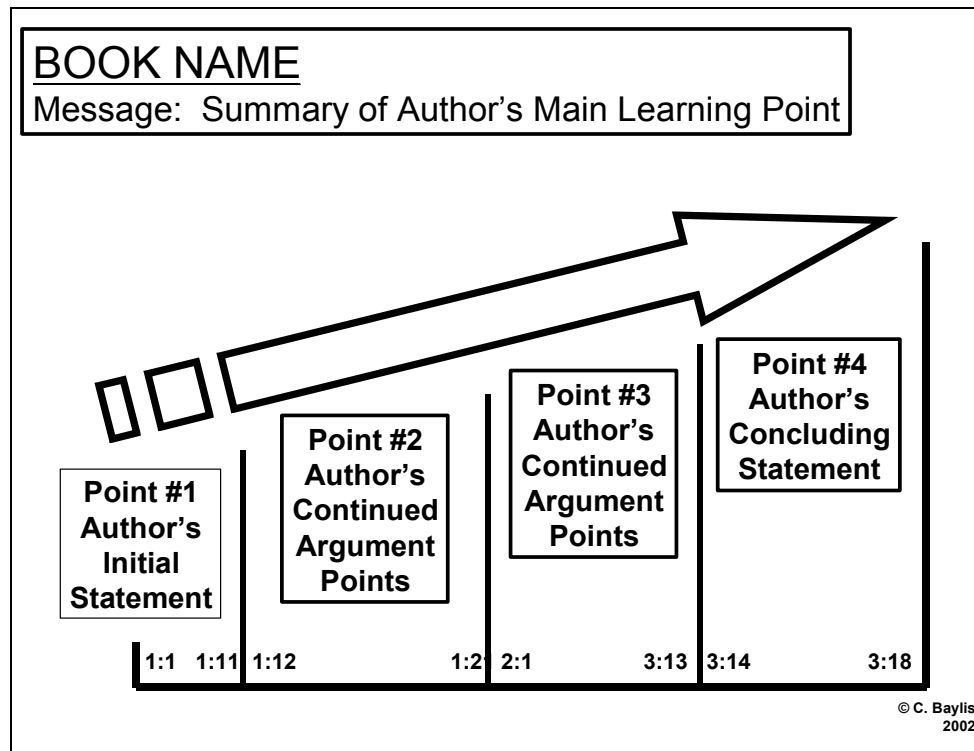 BOOK NAME
Message: Summary of Author's Main Learning Point
Point #1
Author's
Initial
Statement
Point #2
Author's
Continued
Argument
Points
Point #3
Author's
Continued
Argument
Points
Point #4
Author's
Concluding
Statement
1:1 1:11 1:12 1:21 2:1 3:13 3:14 3:18
© C. Baylis
2002